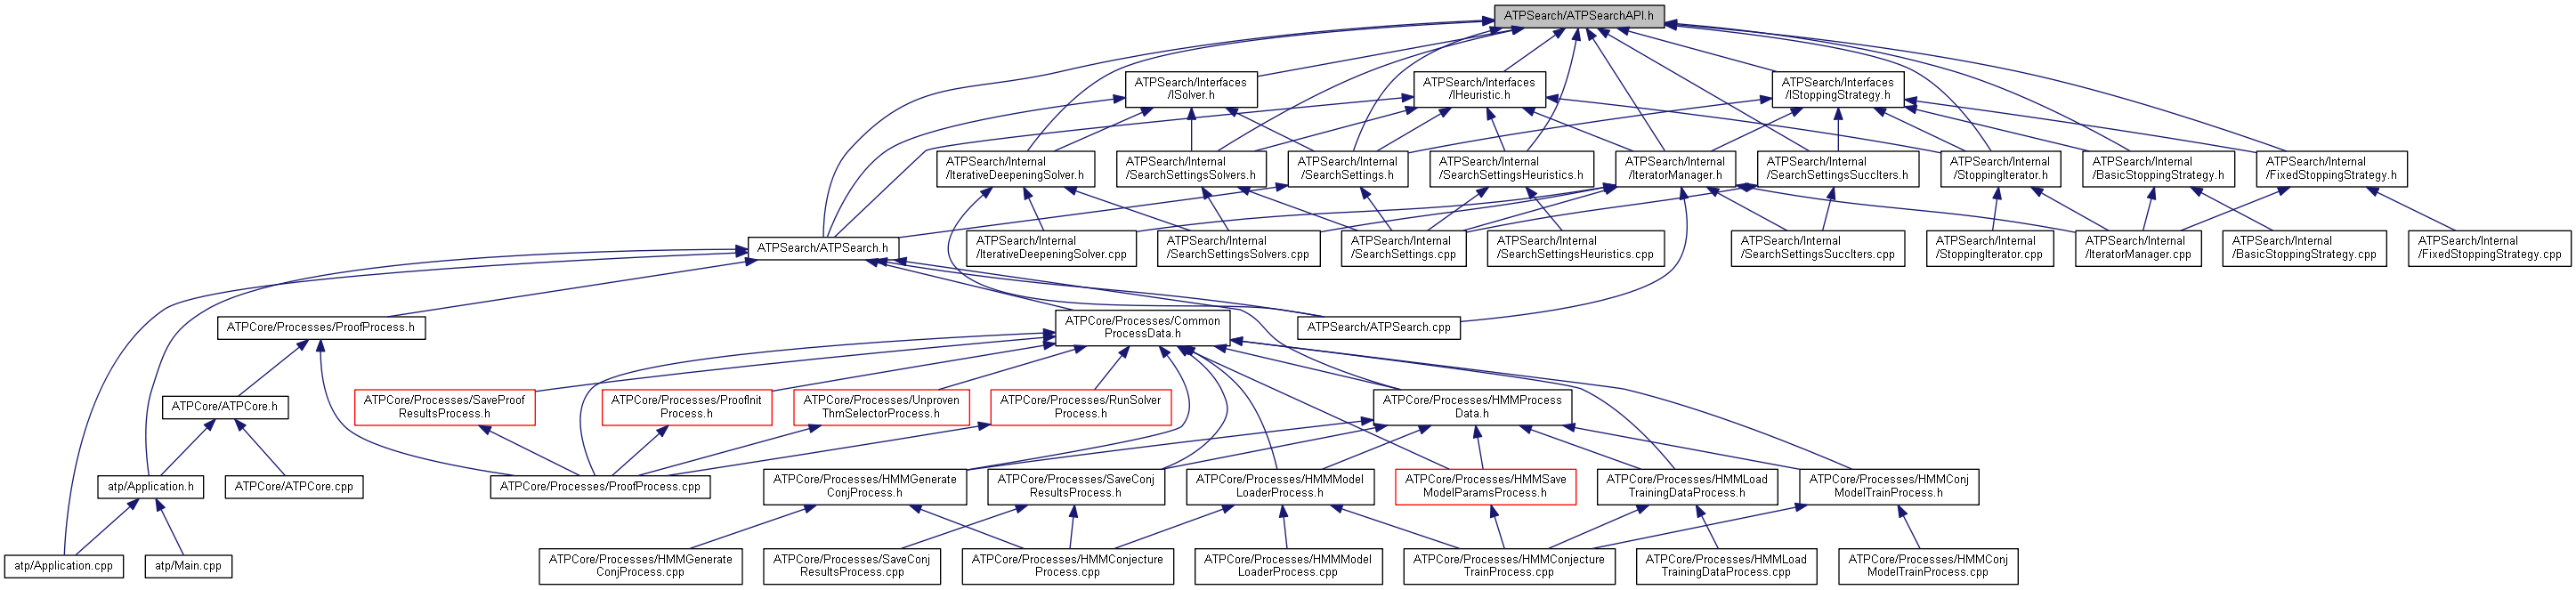 ATPSearch/ATPSearchAPI.h
ATPSearch/Interfaces
/ISolver.h
ATPSearch/Interfaces
/IHeuristic.h
ATPSearch/Interfaces
/IStoppingStrategy.h
ATPSearch/Internal
/IterativeDeepeningSolver.h
ATPSearch/Internal
/SearchSettingsSolvers.h
ATPSearch/Internal
/SearchSettings.h
ATPSearch/Internal
/SearchSettingsHeuristics.h
ATPSearch/Internal
/IteratorManager.h
ATPSearch/Internal
/SearchSettingsSuccIters.h
ATPSearch/Internal
/StoppingIterator.h
ATPSearch/Internal
/BasicStoppingStrategy.h
ATPSearch/Internal
/FixedStoppingStrategy.h
ATPSearch/ATPSearch.h
ATPSearch/Internal
/IterativeDeepeningSolver.cpp
ATPSearch/Internal
/SearchSettingsSolvers.cpp
ATPSearch/Internal
/SearchSettings.cpp
ATPSearch/Internal
/SearchSettingsHeuristics.cpp
ATPSearch/Internal
/SearchSettingsSuccIters.cpp
ATPSearch/Internal
/StoppingIterator.cpp
ATPSearch/Internal
/IteratorManager.cpp
ATPSearch/Internal
/BasicStoppingStrategy.cpp
ATPSearch/Internal
/FixedStoppingStrategy.cpp
ATPCore/Processes/ProofProcess.h
ATPCore/Processes/Common
ProcessData.h
ATPSearch/ATPSearch.cpp
ATPCore/ATPCore.h
ATPCore/Processes/SaveProof
ResultsProcess.h
ATPCore/Processes/ProofInit
Process.h
ATPCore/Processes/Unproven
ThmSelectorProcess.h
ATPCore/Processes/RunSolver
Process.h
ATPCore/Processes/HMMProcess
Data.h
atp/Application.h
ATPCore/ATPCore.cpp
ATPCore/Processes/ProofProcess.cpp
ATPCore/Processes/HMMGenerate
ConjProcess.h
ATPCore/Processes/SaveConj
ResultsProcess.h
ATPCore/Processes/HMMModel
LoaderProcess.h
ATPCore/Processes/HMMSave
ModelParamsProcess.h
ATPCore/Processes/HMMLoad
TrainingDataProcess.h
ATPCore/Processes/HMMConj
ModelTrainProcess.h
atp/Application.cpp
atp/Main.cpp
ATPCore/Processes/HMMGenerate
ConjProcess.cpp
ATPCore/Processes/SaveConj
ResultsProcess.cpp
ATPCore/Processes/HMMConjecture
Process.cpp
ATPCore/Processes/HMMModel
LoaderProcess.cpp
ATPCore/Processes/HMMConjecture
TrainProcess.cpp
ATPCore/Processes/HMMLoad
TrainingDataProcess.cpp
ATPCore/Processes/HMMConj
ModelTrainProcess.cpp